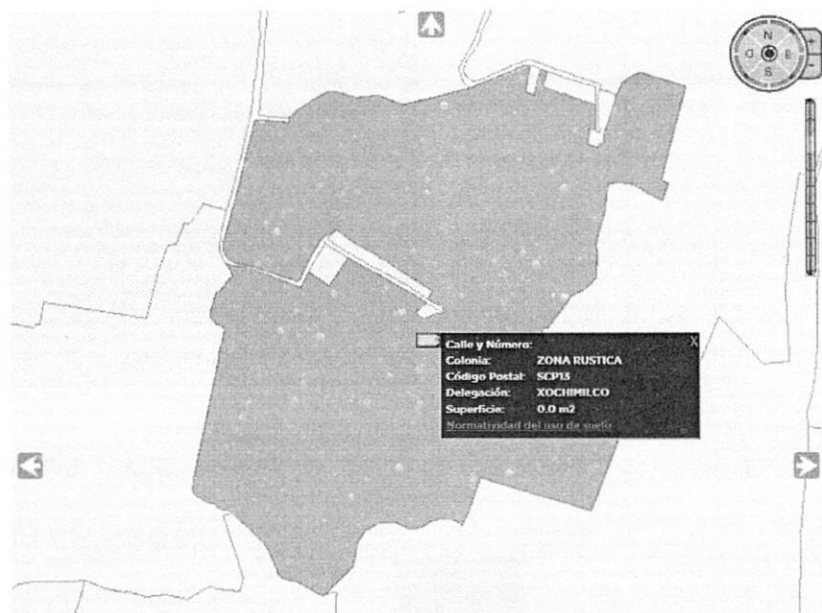 N
O E
S
+
-
X
Calle y Número:
Colonia: ZONA RUSTICA
Código Postal: SCP13
Delegación: XOCHIMILCO
Superficie: 0.0 m2
Normatividad del uso de suelo